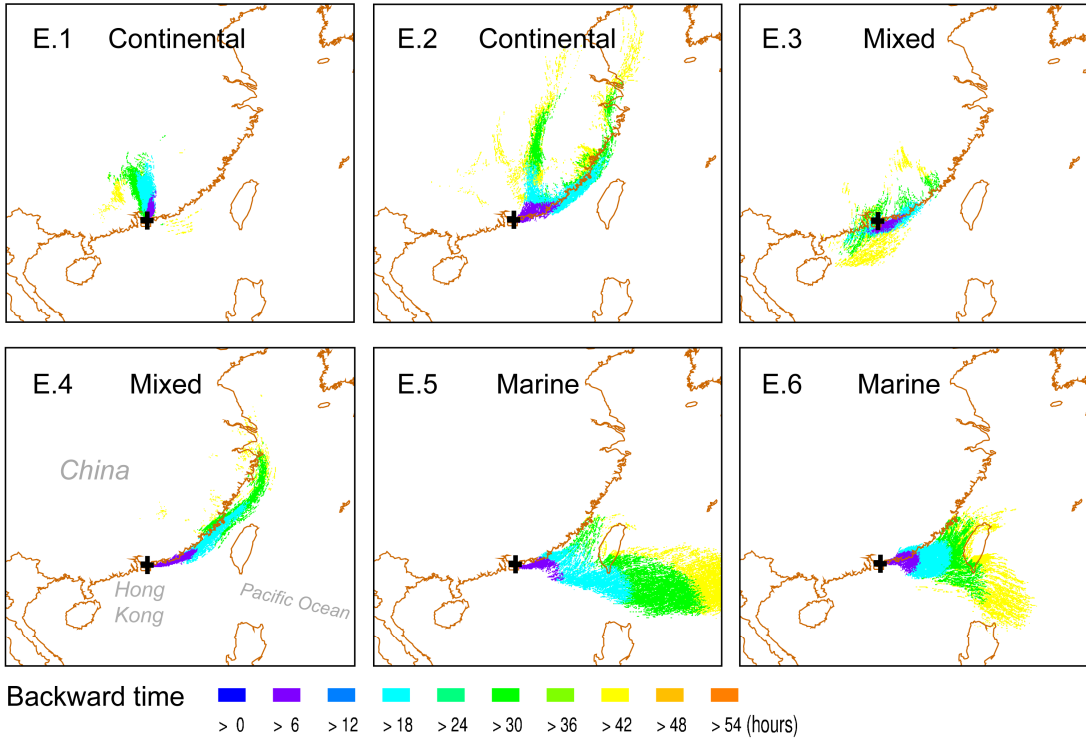 E.1 Continental
E.2 Continental
E.3 Mixed
E.4 Mixed
China
Hong
Kong
Pacific Ocean
E.5 Marine
E.6 Marine
Backward time
> 0 > 6 > 12 > 18 > 24 > 30 > 36 > 42 > 48 > 54 (hours)